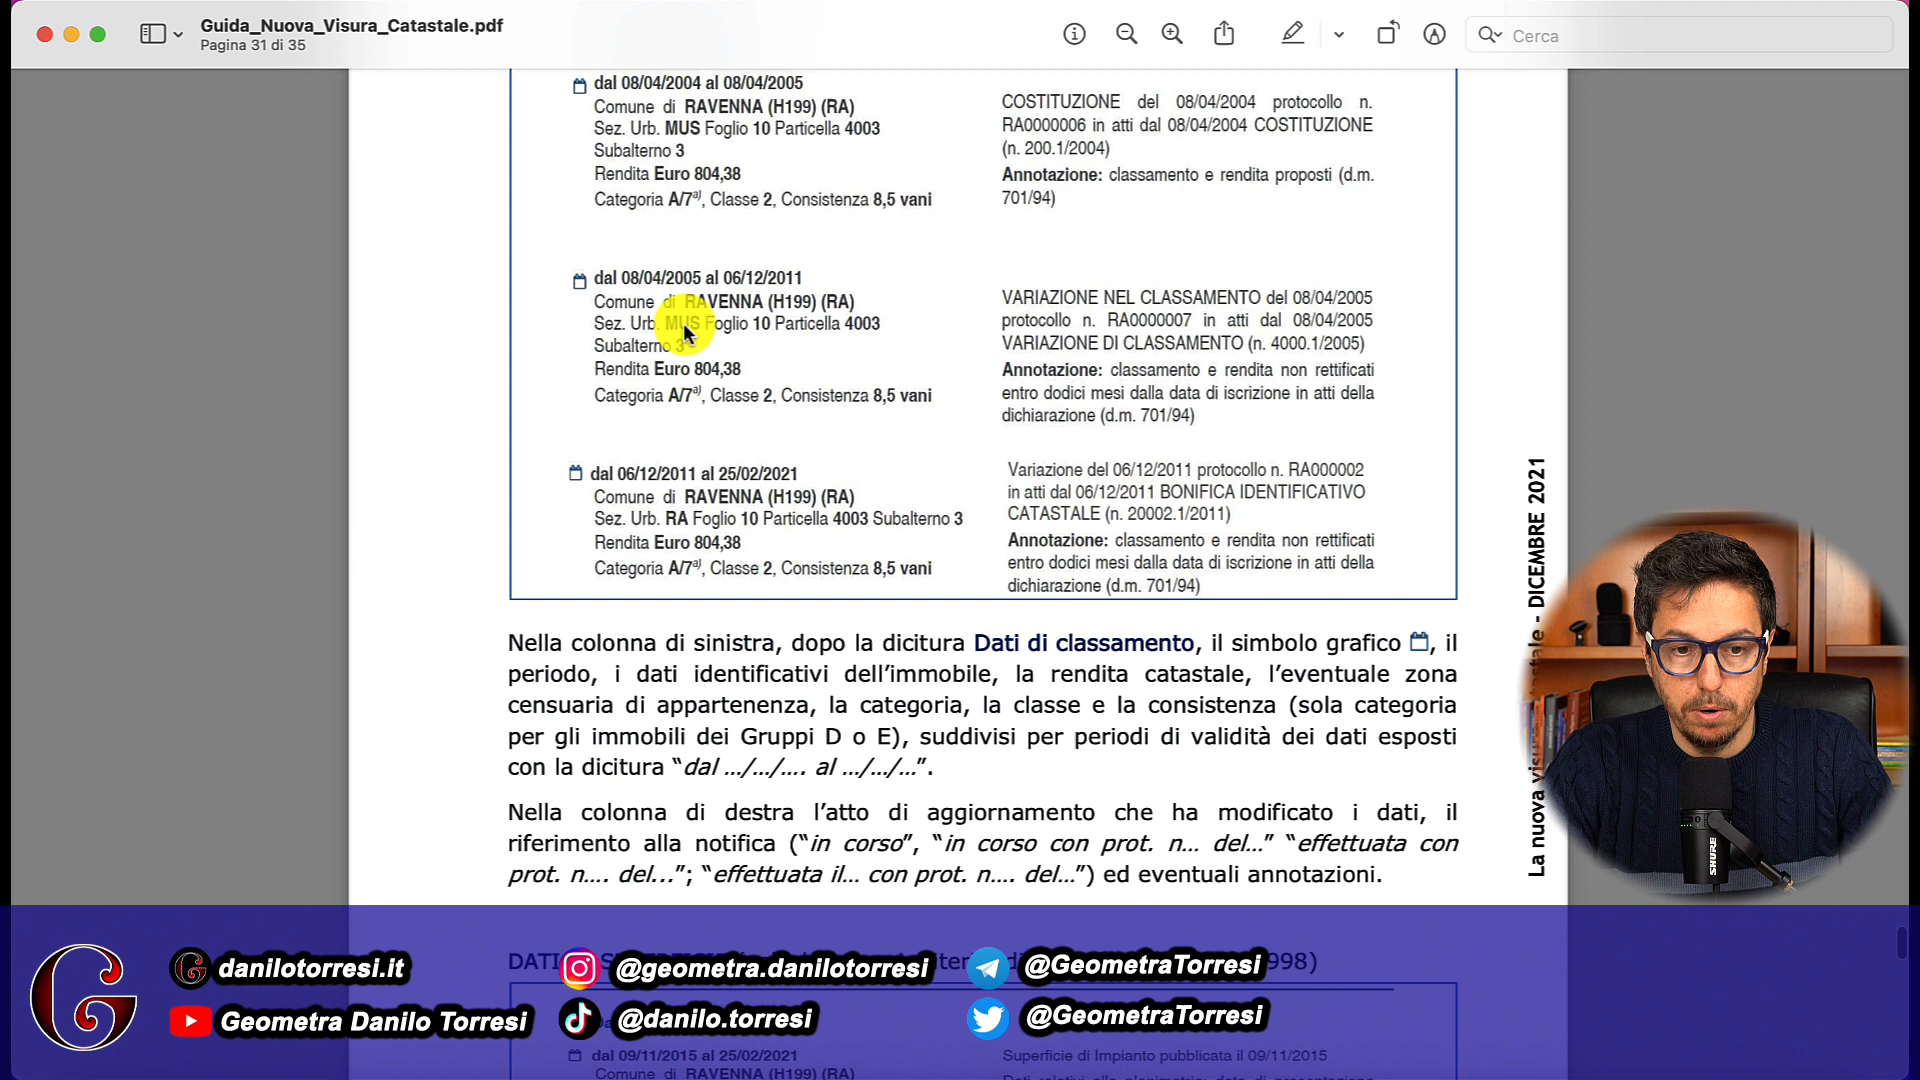 Guida_Nuova_Visura_Catastale.pdf
Pagina 31 di 35
Cerca
dal 08/04/2004 al 08/04/2005
Comune di RAVENNA (H199) (RA)
Sez. Urb. MUS Foglio 10 Particella 4003
Subalterno 3
Rendita Euro 804,38
Categoria A/7a), Classe 2, Consistenza 8,5 vani
COSTITUZIONE del 08/04/2004 protocollo n.
RA0000006 in atti dal 08/04/2004 COSTITUZIONE
(n. 200.1/2004)
Annotazione: classamento e rendita proposti (d.m.
701/94)
dal 08/04/2005 al 06/12/2011
Comune di RAVENNA (H199) (RA)
Sez. Urb. MUS Foglio 10 Particella 4003
Subalterno 3
Rendita Euro 804,38
Categoria A/7a), Classe 2, Consistenza 8,5 vani
VARIAZIONE NEL CLASSAMENTO del 08/04/2005
protocollo n. RA0000007 in atti dal 08/04/2005
VARIAZIONE DI CLASSAMENTO (n. 4000.1/2005)
Annotazione: classamento e rendita non rettificati
entro dodici mesi dalla data di iscrizione in atti della
dichiarazione (d.m. 701/94)
dal 06/12/2011 al 25/02/2021
Comune di RAVENNA (H199) (RA)
Sez. Urb. RA Foglio 10 Particella 4003 Subalterno 3
Rendita Euro 804,38
Categoria A/7a), Classe 2, Consistenza 8,5 vani
Variazione del 06/12/2011 protocollo n. RA000002
in atti dal 06/12/2011 BONIFICA IDENTIFICATIVO
CATASTALE (n. 20002.1/2011)
Annotazione: classamento e rendita non rettificati
entro dodici mesi dalla data di iscrizione in atti della
dichiarazione (d.m. 701/94)
Nella colonna di sinistra, dopo la dicitura Dati di classamento, il simbolo grafico , il
periodo, i dati identificativi dell’immobile, la rendita catastale, l’eventuale zona
censuaria di appartenenza, la categoria, la classe e la consistenza (sola categoria
per gli immobili dei Gruppi D o E), suddivisi per periodi di validità dei dati esposti
con la dicitura “dal …/…/…. al …/…/…”.
Nella colonna di destra l’atto di aggiornamento che ha modificato i dati, il
riferimento alla notifica (“in corso”, “in corso con prot. n… del…” “effettuata con
prot. n…. del...”; “effettuata il… con prot. n…. del…”) ed eventuali annotazioni.
La nuova visura - DICEMBRE 2021
SHURE
DATI 998)
danilotorresi.it
@geometra.danilotorresi
@GeometraTorresi
Geometra Danilo Torresi
@danilo.torresi
@GeometraTorresi
dal 09/11/2015 al 25/02/2021
Comune di RAVENNA (H199) (RA)
Superficie di Impianto pubblicata il 09/11/2015